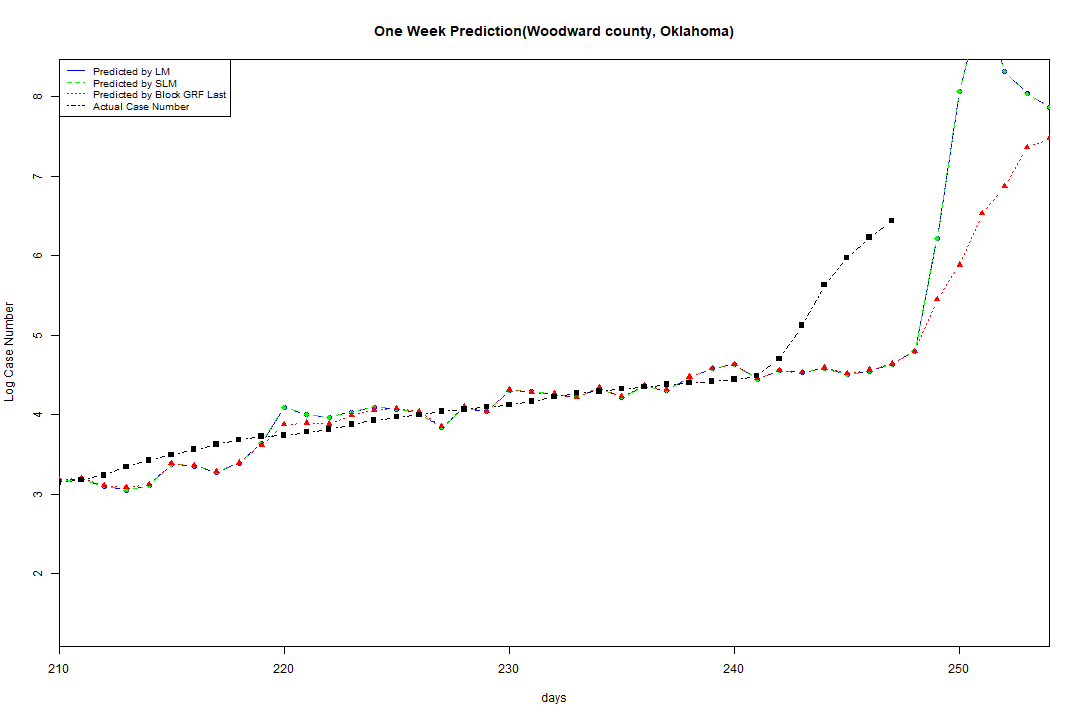 One Week Prediction(Woodward county, Oklahoma)
Predicted by LM
Predicted by SLM
Predicted by Block GRF Last
Actual Case Number
8
7
6
5
4
3
2
Log Case Number
210
220
230
240
250
days